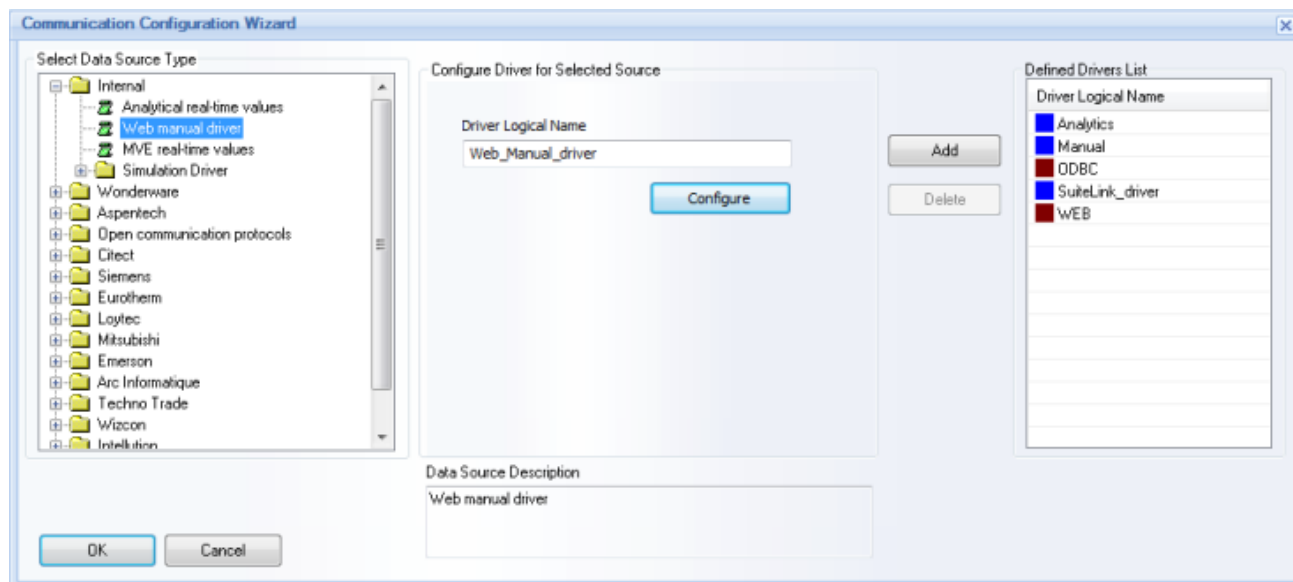 Communication Configuration Wizard
Select Data Source Type
Internal
Analytical real-time values
Web manual driver
MVE real-time values
Simulation Driver
Wonderware
Aspentech
Open communication protocols
Citect
Siemens
Eurotherm
Loytec
Mitsubishi
Emerson
Arc Informatique
Techno Trade
Wizcon
Intellution
OK
Cancel
Configure Driver for Selected Source
Driver Logical Name
Web_Manual_driver
Configure
Data Source Description
Web manual driver
Add
Delete
Defined Drivers List
Driver Logical Name
Analytics
Manual
ODBC
SuiteLink_driver
WEB